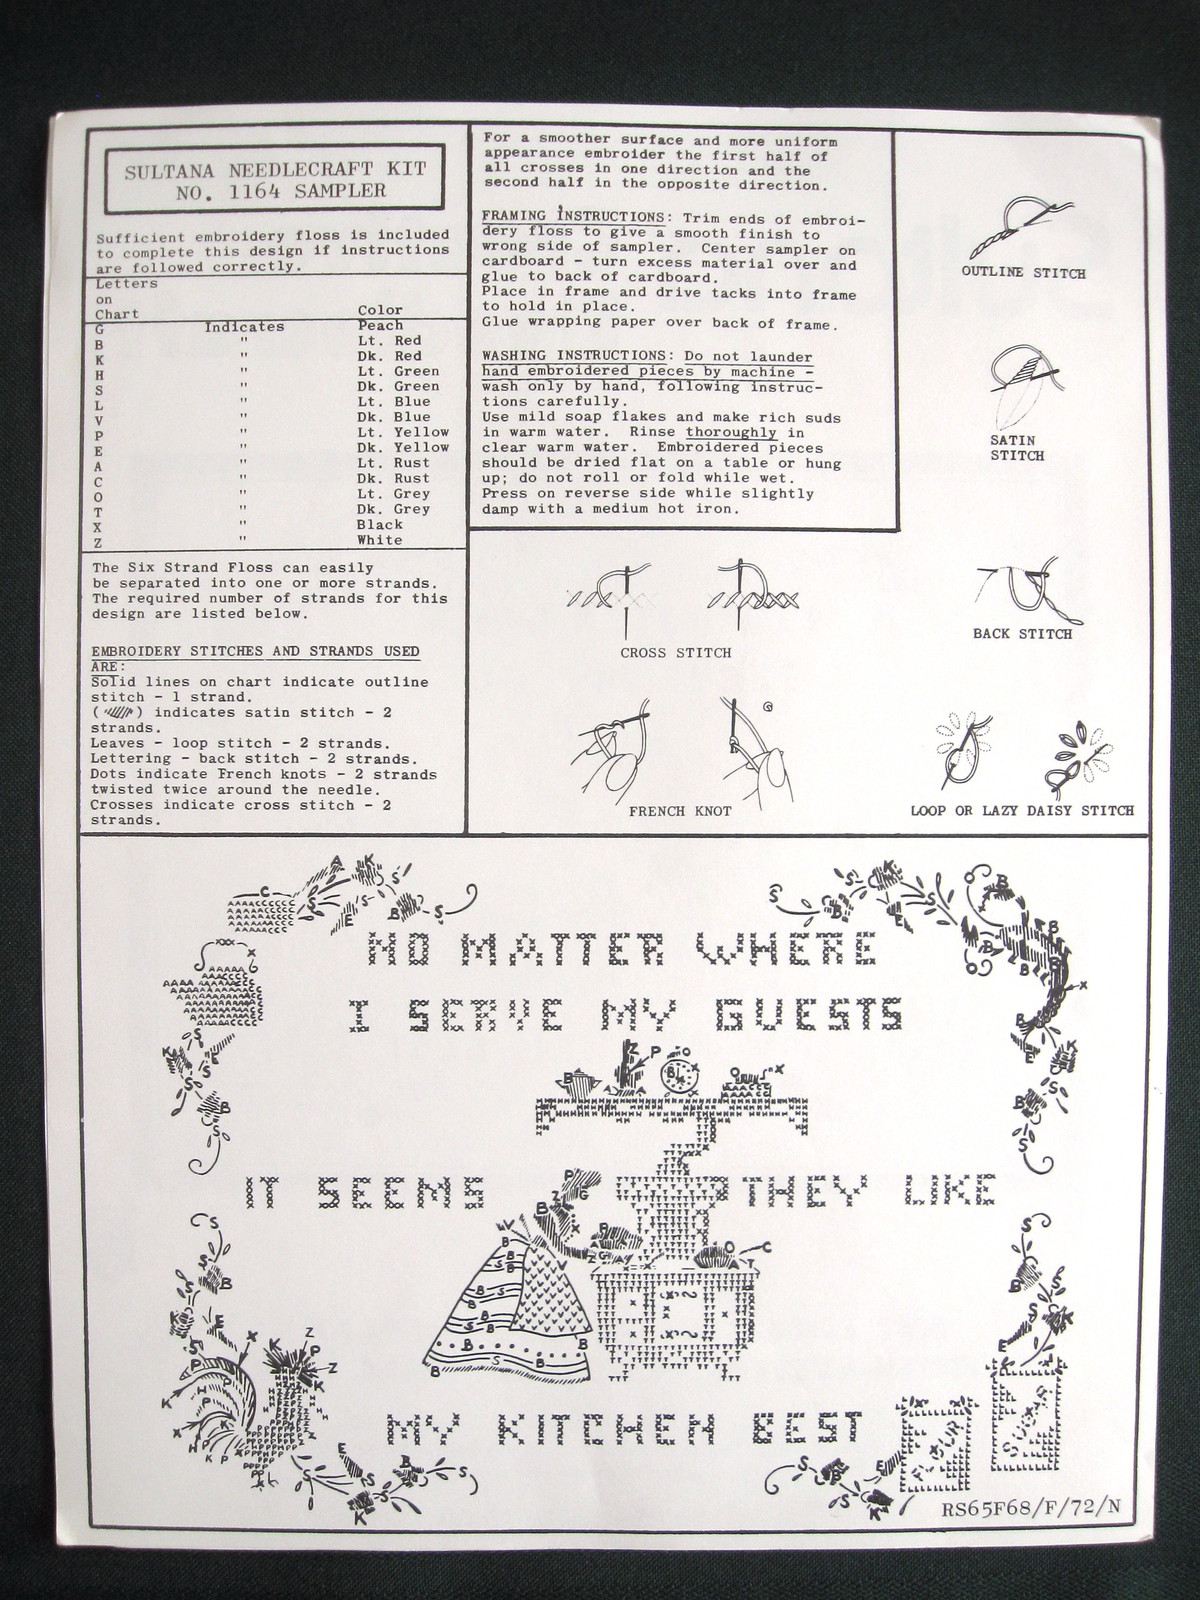 SULTANA NEEDLECRAFT KIT
NO. 1164 SAMPLER
Sufficient embroidery floss is included
to complete this design if instructions
are followed correctly.
Letters
on
Chart Color
G Indicates Peach
B " Lt. Red
K " Dk. Red
H " Lt. Green
S " Dk. Green
L " Lt. Blue
V " Dk. Blue
P " Lt. Yellow
E " Dk. Yellow
A " Lt. Rust
C " Dk. Rust
O " Lt. Grey
T " Dk. Grey
X " Black
Z " White
The Six Strand Floss can easily
be separated into one or more strands.
The required number of strands for this
design are listed below.
EMBROIDERY STITCHES AND STRANDS USED
ARE:
Solid lines on chart indicate outline
stitch - 1 strand.
( ) indicates satin stitch - 2
strands.
Leaves - loop stitch - 2 strands.
Lettering - back stitch - 2 strands.
Dots indicate French knots - 2 strands
twisted twice around the needle.
Crosses indicate cross stitch - 2
strands.
For a smoother surface and more uniform
appearance embroider the first half of
all crosses in one direction and the
second half in the opposite direction.
FRAMING INSTRUCTIONS: Trim ends of embroi-
dery floss to give a smooth finish to
wrong side of sampler. Center sampler on
cardboard - turn excess material over and
glue to back of cardboard.
Place in frame and drive tacks into frame
to hold in place.
Glue wrapping paper over back of frame.
WASHING INSTRUCTIONS: Do not launder
hand embroidered pieces by machine -
wash only by hand, following instruc-
tions carefully.
Use mild soap flakes and make rich suds
in warm water. Rinse thoroughly in
clear warm water. Embroidered pieces
should be dried flat on a table or hung
up; do not roll or fold while wet.
Press on reverse side while slightly
damp with a medium hot iron.
OUTLINE STITCH
SATIN
STITCH
CROSS STITCH
BACK STITCH
FRENCH KNOT
LOOP OR LAZY DAISY STITCH
NO MATTER WHERE
I SERVE MY GUESTS
IT SEEMS THEY LIKE
MY KITCHEN BEST
FLOUR
SUGAR
RS65F68/F/72/N